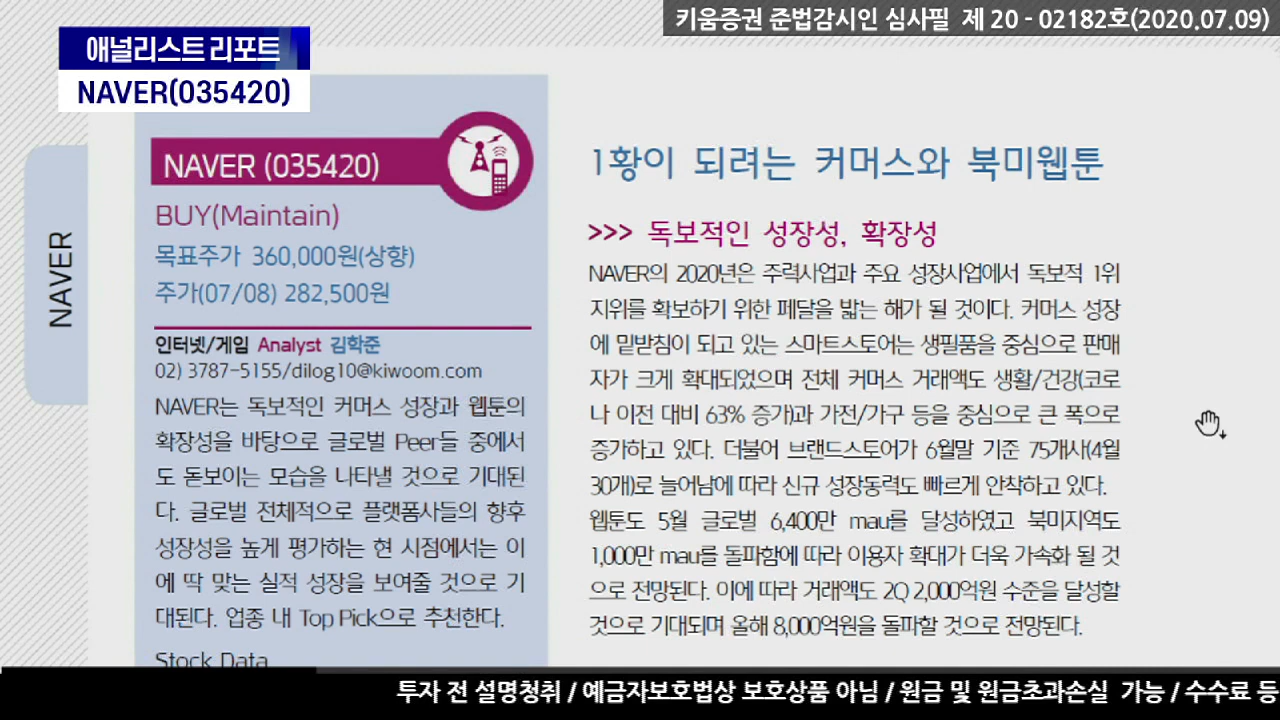 키움증권 준법감시인 심사필 제 20 - 02182호(2020.07.09)
애널리스트 리포트
NAVER(035420)
NAVER
NAVER (035420)
BUY(Maintain)
목표주가 360,000원(상향)
주가(07/08) 282,500원
인터넷/게임 Analyst 김학준
02) 3787-5155/dilog10@kiwoom.com
NAVER는 독보적인 커머스 성장과 웹툰의
확장성을 바탕으로 글로벌 Peer들 중에서
도 돋보이는 모습을 나타낼 것으로 기대된
다. 글로벌 전체적으로 플랫폼사들의 향후
성장성을 높게 평가하는 현 시점에서는 이
에 딱 맞는 실적 성장을 보여줄 것으로 기
대된다. 업종 내 Top Pick으로 추천한다.
Stock Data
1황이 되려는 커머스와 북미웹툰
>>> 독보적인 성장성, 확장성
NAVER의 2020년은 주력사업과 주요 성장사업에서 독보적 1위
지위를 확보하기 위한 페달을 밟는 해가 될 것이다. 커머스 성장
에 밑받침이 되고 있는 스마트스토어는 생필품을 중심으로 판매
자가 크게 확대되었으며 전체 커머스 거래액도 생활/건강(코로
나 이전 대비 63% 증가)과 가전/가구 등을 중심으로 큰 폭으로
증가하고 있다. 더불어 브랜드스토어가 6월말 기준 75개사(4월
30개)로 늘어남에 따라 신규 성장동력도 빠르게 안착하고 있다.
웹툰도 5월 글로벌 6,400만 mau를 달성하였고 북미지역도
1,000만 mau를 돌파함에 따라 이용자 확대가 더욱 가속화 될 것
으로 전망된다. 이에 따라 거래액도 2Q 2,000억원 수준을 달성할
것으로 기대되며 올해 8,000억원을 돌파할 것으로 전망된다.
투자 전 설명청취 / 예금자보호법상 보호상품 아님 / 원금 및 원금초과손실 가능 / 수수료 등